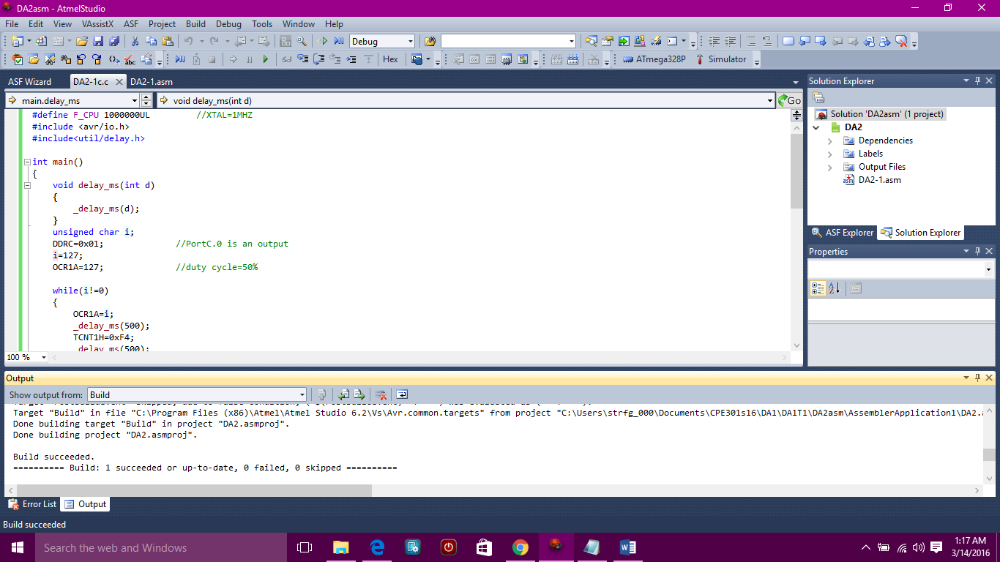 DA2asm - AtmelStudio
File Edit View VAssistX ASF Project Build Debug Tools Window Help
Debug
Hex ATmega328P Simulator
ASF Wizard DA2-1c.c DA2-1.asm
main.delay_ms void delay_ms(int d) Go
#define F_CPU 1000000UL //XTAL=1MHZ
#include <avr/io.h>
#include<util/delay.h>
int main()
{
void delay_ms(int d)
{
_delay_ms(d);
}
unsigned char i;
DDRC=0x01; //PortC.0 is an output
i=127;
OCR1A=127; //duty cycle=50%
while(i!=0)
{
OCR1A=i;
_delay_ms(500);
TCNT1H=0xF4;
_delay_ms(500);
100 %
Solution Explorer
Solution 'DA2asm' (1 project)
DA2
Dependencies
Labels
Output Files
DA2-1.asm
ASF Explorer Solution Explorer
Properties
Output
Show output from: Build
Target "Build" in file "C:\Program Files (x86)\Atmel\Atmel Studio 6.2\Vs\Avr.common.targets" from project "C:\Users\strfg_000\Documents\CPE301s16\DA1\DA1T1\DA2asm\AssemblerApplication1\DA2.a
Done building target "Build" in project "DA2.asmproj".
Done building project "DA2.asmproj".
Build succeeded.
========== Build: 1 succeeded or up-to-date, 0 failed, 0 skipped ==========
Error List Output
Build succeeded
Search the web and Windows
1:17 AM
3/14/2016